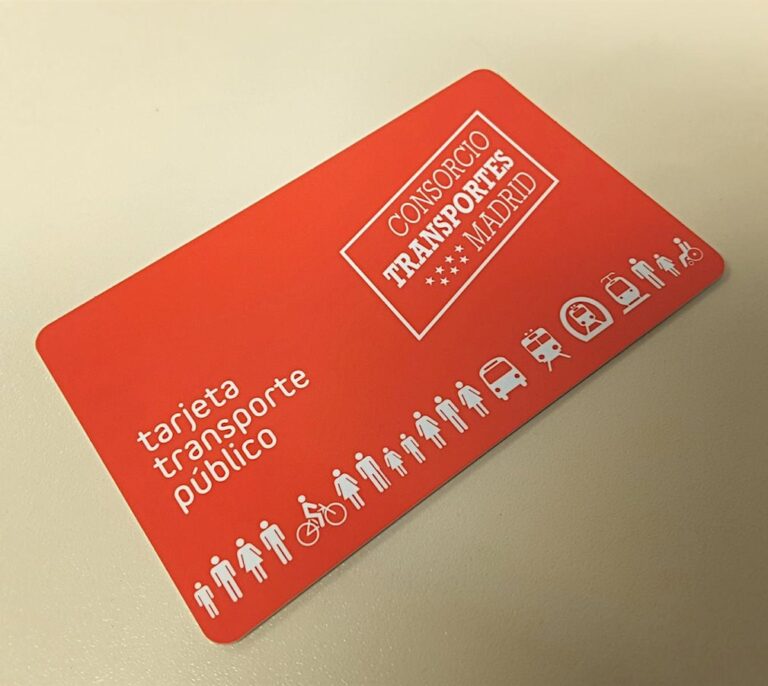 CONSORCIO
TRANSPORTES
MADRID
tarjeta
transporte
público